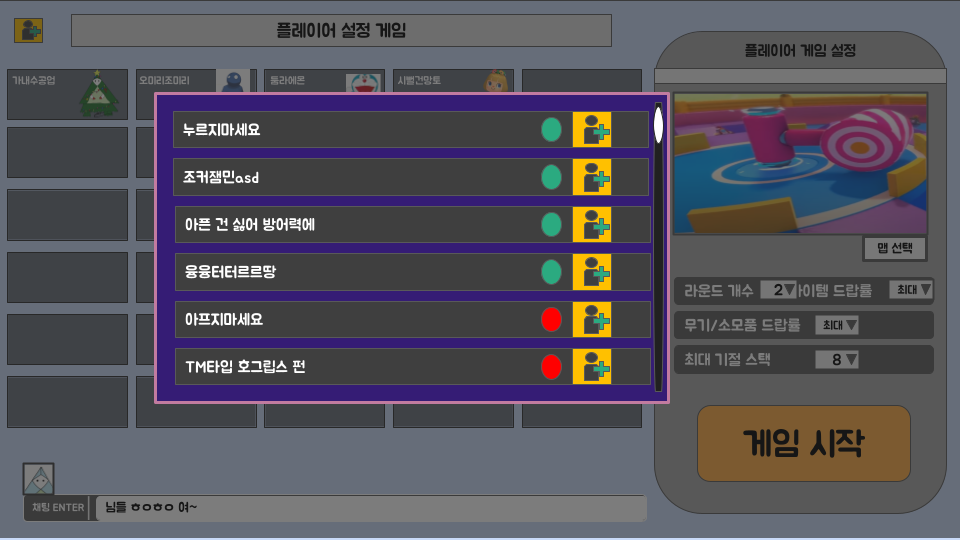 플레이어 설정 게임
플레이어 게임 설정
가내수공업
오미리조미리
동라에몬
시벌건망토
누르지마세요
조커잼민asd
아픈 건 싫어 방어력에
융융터터르르땅
아프지마세요
TM타입 호그립스 펀
맵 선택
라운드 개수 2
아이템 드랍률 최대
무기/소모품 드랍률 최대
최대 기절 스택 8
게임 시작
채팅 ENTER
님들 ㅎㅇㅎㅇ 여~